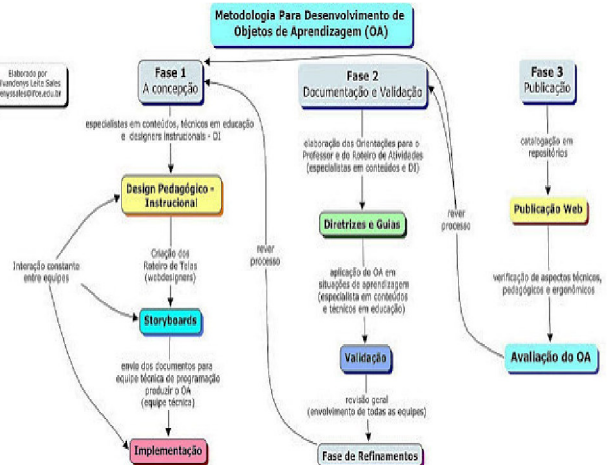 Metodologia Para Desenvolvimento de
Objetos de Aprendizagem (OA)
Elaborado por
Leite Sales
Fase 1
A concepção
especialistas em conteúdos, técnicos em educação
e designers instrucionais - DI
Design Pedagógico -
Instrucional
Criação dos
Roteiro de Telas
(webdesigners)
Interação constante
entre equipes
Storyboards
envio dos documentos para
equipe técnica de programação
produzir o OA
(equipe técnica)
Implementação
rever
processo
Fase 2
Documentação e Validação
elaboração das Orientações para o
Professor e do Roteiro de Atividades
(especialistas em conteúdos e DI)
Diretrizes e Guias
aplicação do OA em
situações de aprendizagem
(especialista em conteúdos
e técnicos em educação)
Validação
revisão geral
(envolvimento de todas as equipes)
Fase de Refinamentos
rever
processo
Fase 3
Publicação
catalogação em
repositórios
Publicação Web
verificação de aspectos técnicos,
pedagógicos e ergonômicos
Avaliação do OA